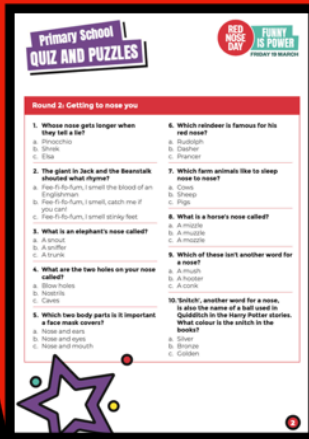 Primary School
QUIZ AND PUZZLES
RED
NOSE
DAY
FUNNY
IS POWER
FRIDAY 19 MARCH
Round 2: Getting to nose you
1. Whose nose gets longer when
they tell a lie?
a. Pinocchio
b. Shrek
c. Elsa
2. The giant in Jack and the Beanstalk
shouted what rhyme?
a. Fee-fi-fo-fum, I smell the blood of an
Englishman
b. Fee-fi-fo-fum, I smell, catch me if
you can!
c. Fee-fi-fo-fum, I smell stinky feet
3. What is an elephant's nose called?
a. A snout
b. A sniffer
c. A trunk
4. What are the two holes on your nose
called?
a. Blow holes
b. Nostrils
c. Caves
5. Which two body parts is it important
a face mask covers?
a. Nose and ears
b. Nose and eyes
c. Nose and mouth
6. Which reindeer is famous for his
red nose?
a. Rudolph
b. Dasher
c. Prancer
7. Which farm animals like to sleep
nose to nose?
a. Cows
b. Sheep
c. Pigs
8. What is a horse's nose called?
a. A mizzle
b. A muzzle
c. A mozzle
9. Which of these isn't another word for
a nose?
a. A mush
b. A hooter
c. A conk
10. 'Snitch', another word for a nose,
is also the name of a ball used in
Quidditch in the Harry Potter stories.
What colour is the snitch in the
books?
a. Silver
b. Bronze
c. Golden
2